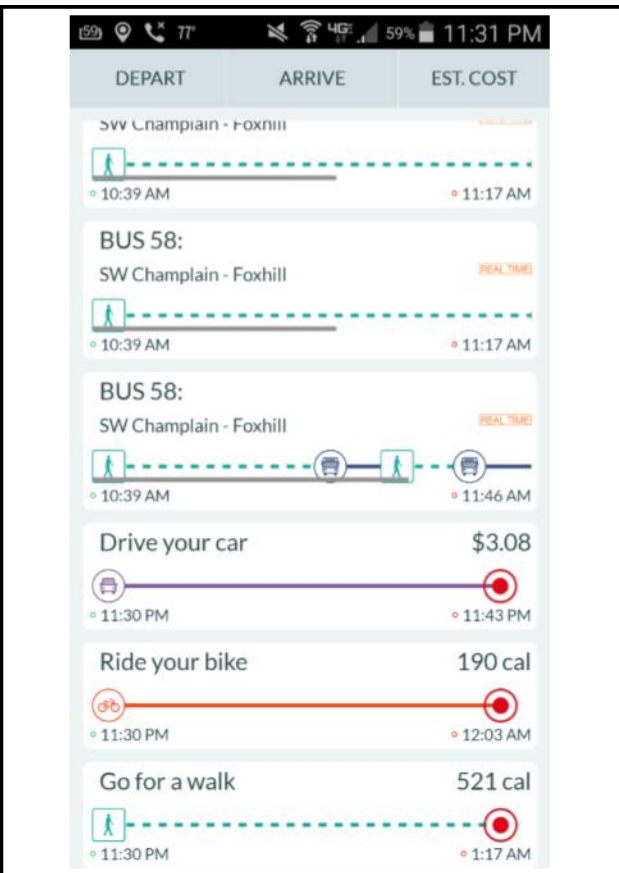 59 77° 4G 59% 11:31 PM
DEPART ARRIVE EST. COST
SW Champlain - Foxhill
10:39 AM 11:17 AM
BUS 58:
SW Champlain - Foxhill REAL TIME
10:39 AM 11:17 AM
BUS 58:
SW Champlain - Foxhill REAL TIME
10:39 AM 11:46 AM
Drive your car $3.08
11:30 PM 11:43 PM
Ride your bike 190 cal
11:30 PM 12:03 AM
Go for a walk 521 cal
11:30 PM 1:17 AM